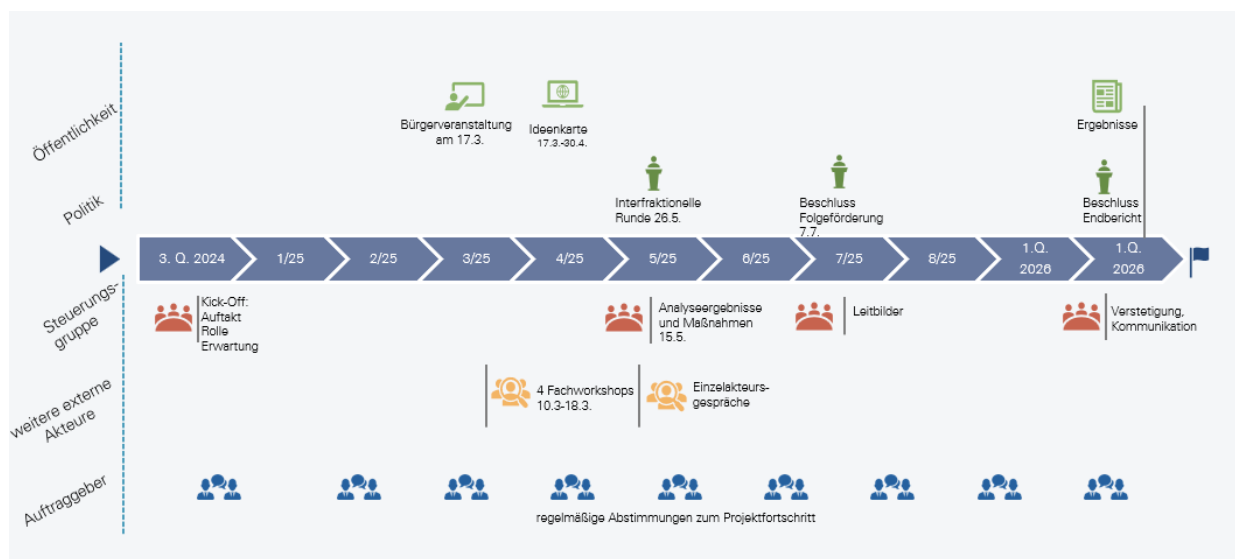 Öffentlichkeit
Bürgerveranstaltung
am 17.3.
Ideenkarte
17.3.-30.4.
Ergebnisse
Politik
Interfraktionelle
Runde 26.5.
Beschluss
Folgeförderung
7.7.
Beschluss
Endbericht
3. Q. 2024
1/25
2/25
3/25
4/25
5/25
6/25
7/25
8/25
1.Q.
2026
1.Q.
2026
Steuerungs-
gruppe
Kick-Off:
Auftakt
Rolle
Erwartung
Analyseergebnisse
und Maßnahmen
15.5.
Leitbilder
Verstetigung,
Kommunikation
weitere externe
Akteure
4 Fachworkshops
10.3-18.3.
Einzelakteurs-
gespräche
Auftraggeber
regelmäßige Abstimmungen zum Projektfortschritt